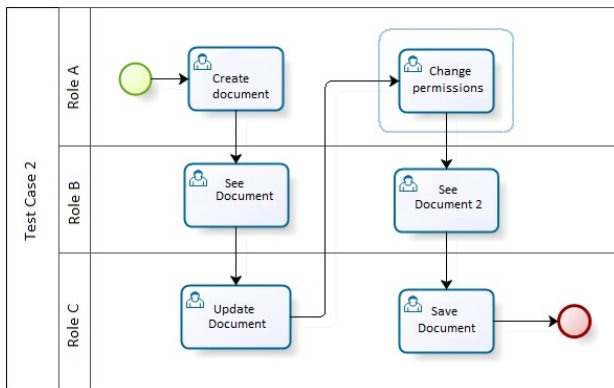 Test Case 2
Role A
Create
document
Change
permissions
Role B
See
Document
See
Document 2
Role C
Update
Document
Save
Document